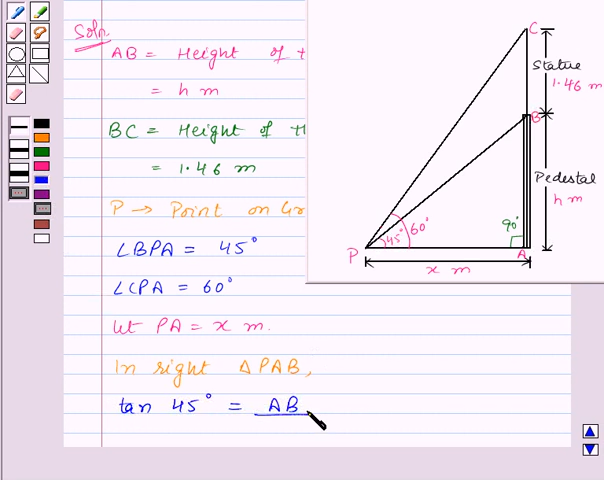 Soln
AB = Height of t
= h m
BC = Height of th
= 1.46 m
P → Point on Gr
∠BPA = 45°
∠CPA = 60°
Let PA = x m.
In right △PAB,
tan 45° = AB
C
Statue
1.46 m
B
Pedestal
h m
90°
45°
60°
P
A
x m